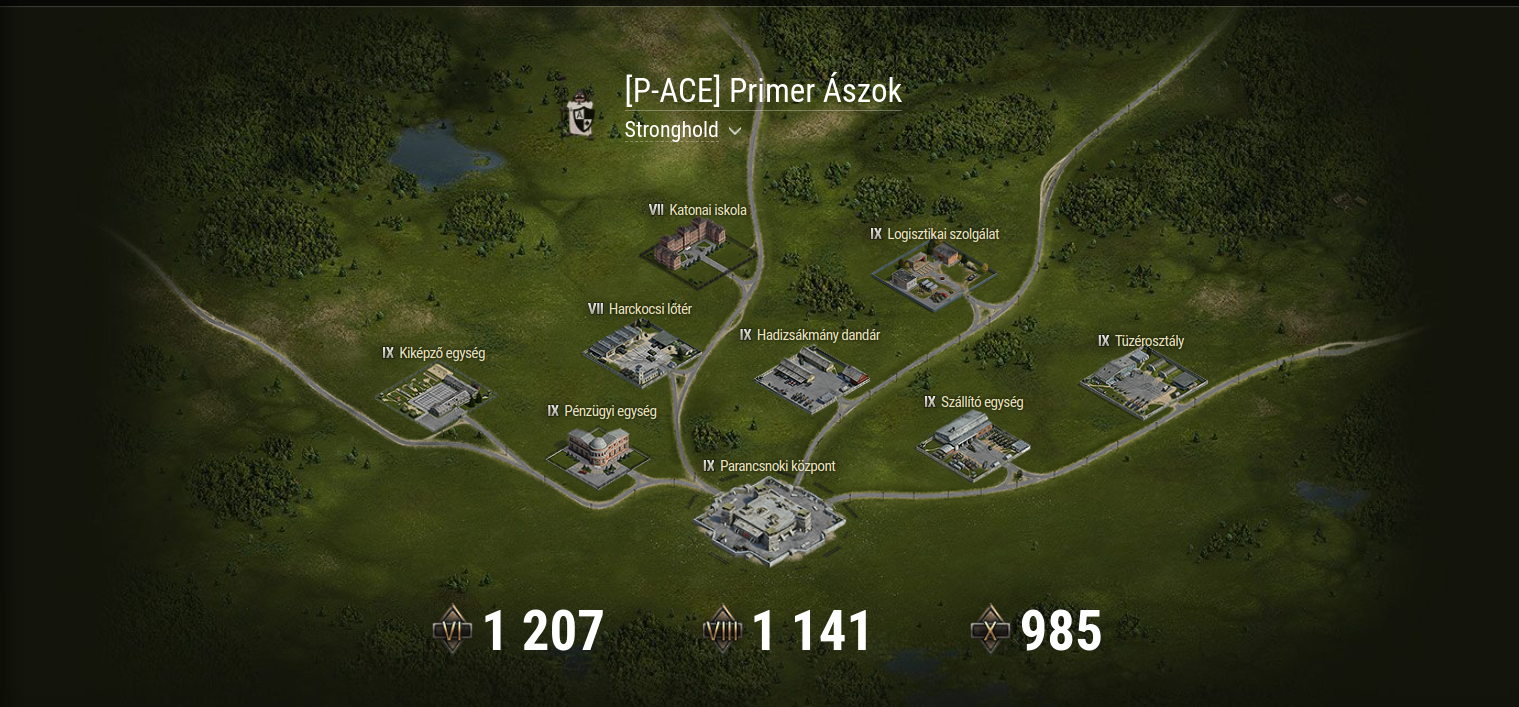 [P-ACE] Primer Ászok
Stronghold
VII Katonai iskola
IX Logisztikai szolgálat
VII Harckocsi lőtér
IX Hadizsákmány dandár
IX Tüzérosztály
IX Kiképző egység
IX Szállító egység
IX Pénzügyi egység
IX Parancsnoki központ
VI 1 207
VIII 1 141
X 985